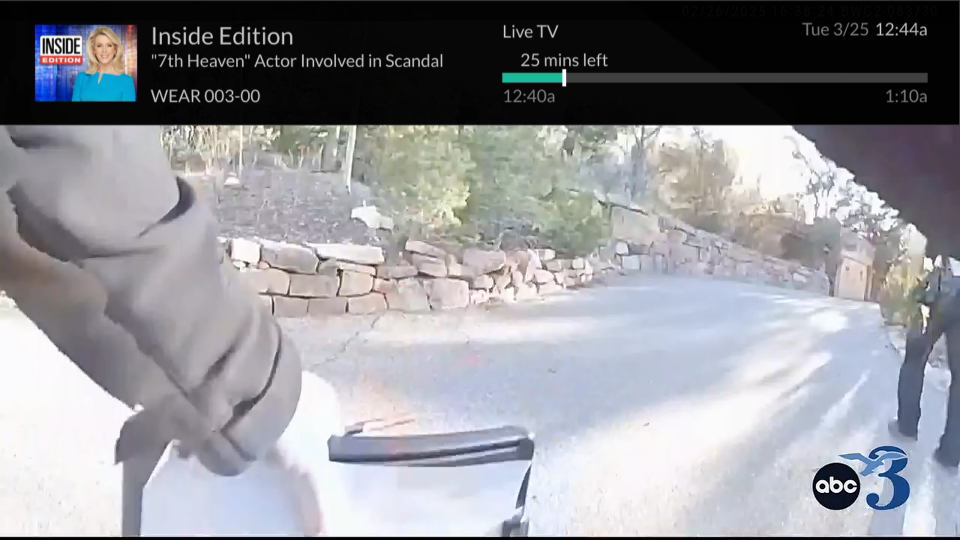 INSIDE
EDITION
Inside Edition
"7th Heaven" Actor Involved in Scandal
WEAR 003-00
Live TV
25 mins left
12:40a
1:10a
Tue 3/25 12:44a
abc 3